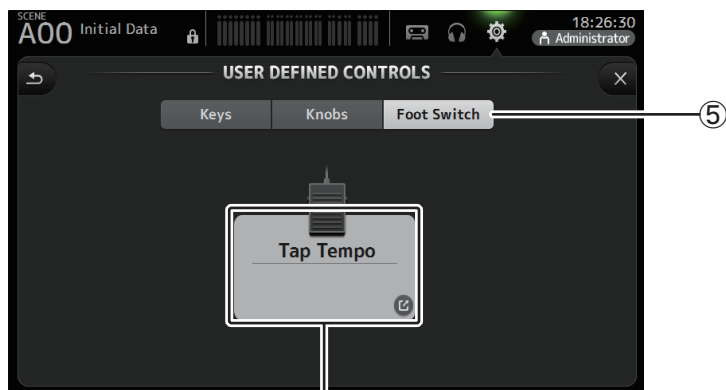 SCENE
A00 Initial Data
18:26:30
Administrator
USER DEFINED CONTROLS
Keys Knobs Foot Switch
⑤
Tap Tempo